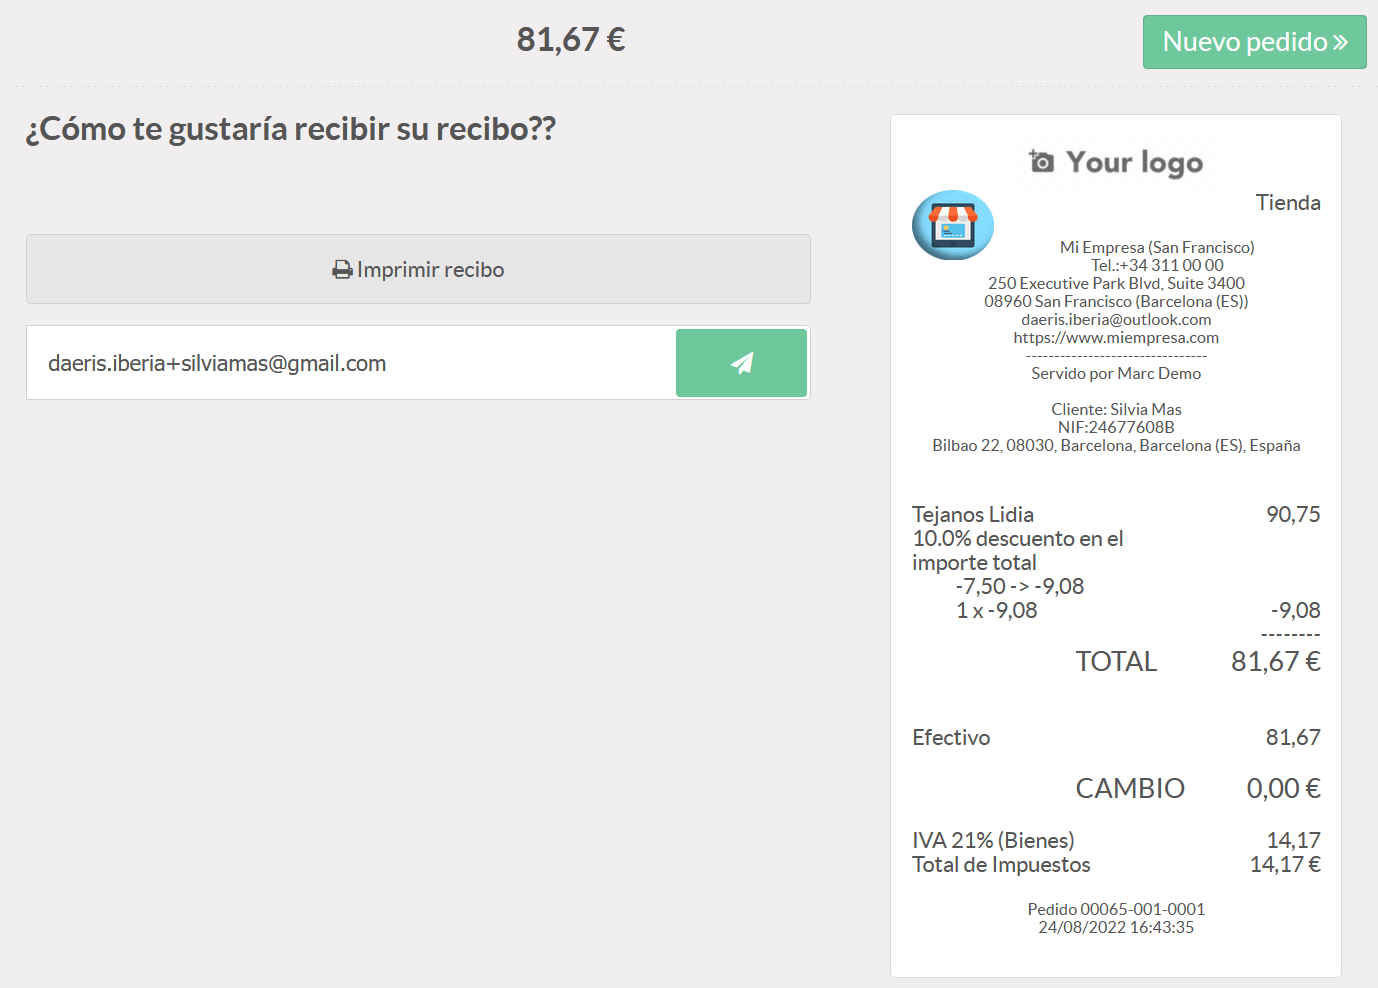 81,67 €
Nuevo pedido »
¿Cómo te gustaría recibir su recibo??
Imprimir recibo
daeris.iberia+silviamas@gmail.com
Your logo
Tienda
Mi Empresa (San Francisco)
Tel.:+34 311 00 00
250 Executive Park Blvd, Suite 3400
08960 San Francisco (Barcelona (ES))
daeris.iberia@outlook.com
https://www.miempresa.com
--------------------------------
Servido por Marc Demo
Cliente: Silvia Mas
NIF:24677608B
Bilbao 22, 08030, Barcelona, Barcelona (ES), España
Tejanos Lidia 90,75
10.0% descuento en el
importe total
-7,50 -> -9,08
1 x -9,08 -9,08
--------
TOTAL 81,67 €
Efectivo 81,67
CAMBIO 0,00 €
IVA 21% (Bienes) 14,17
Total de Impuestos 14,17 €
Pedido 00065-001-0001
24/08/2022 16:43:35